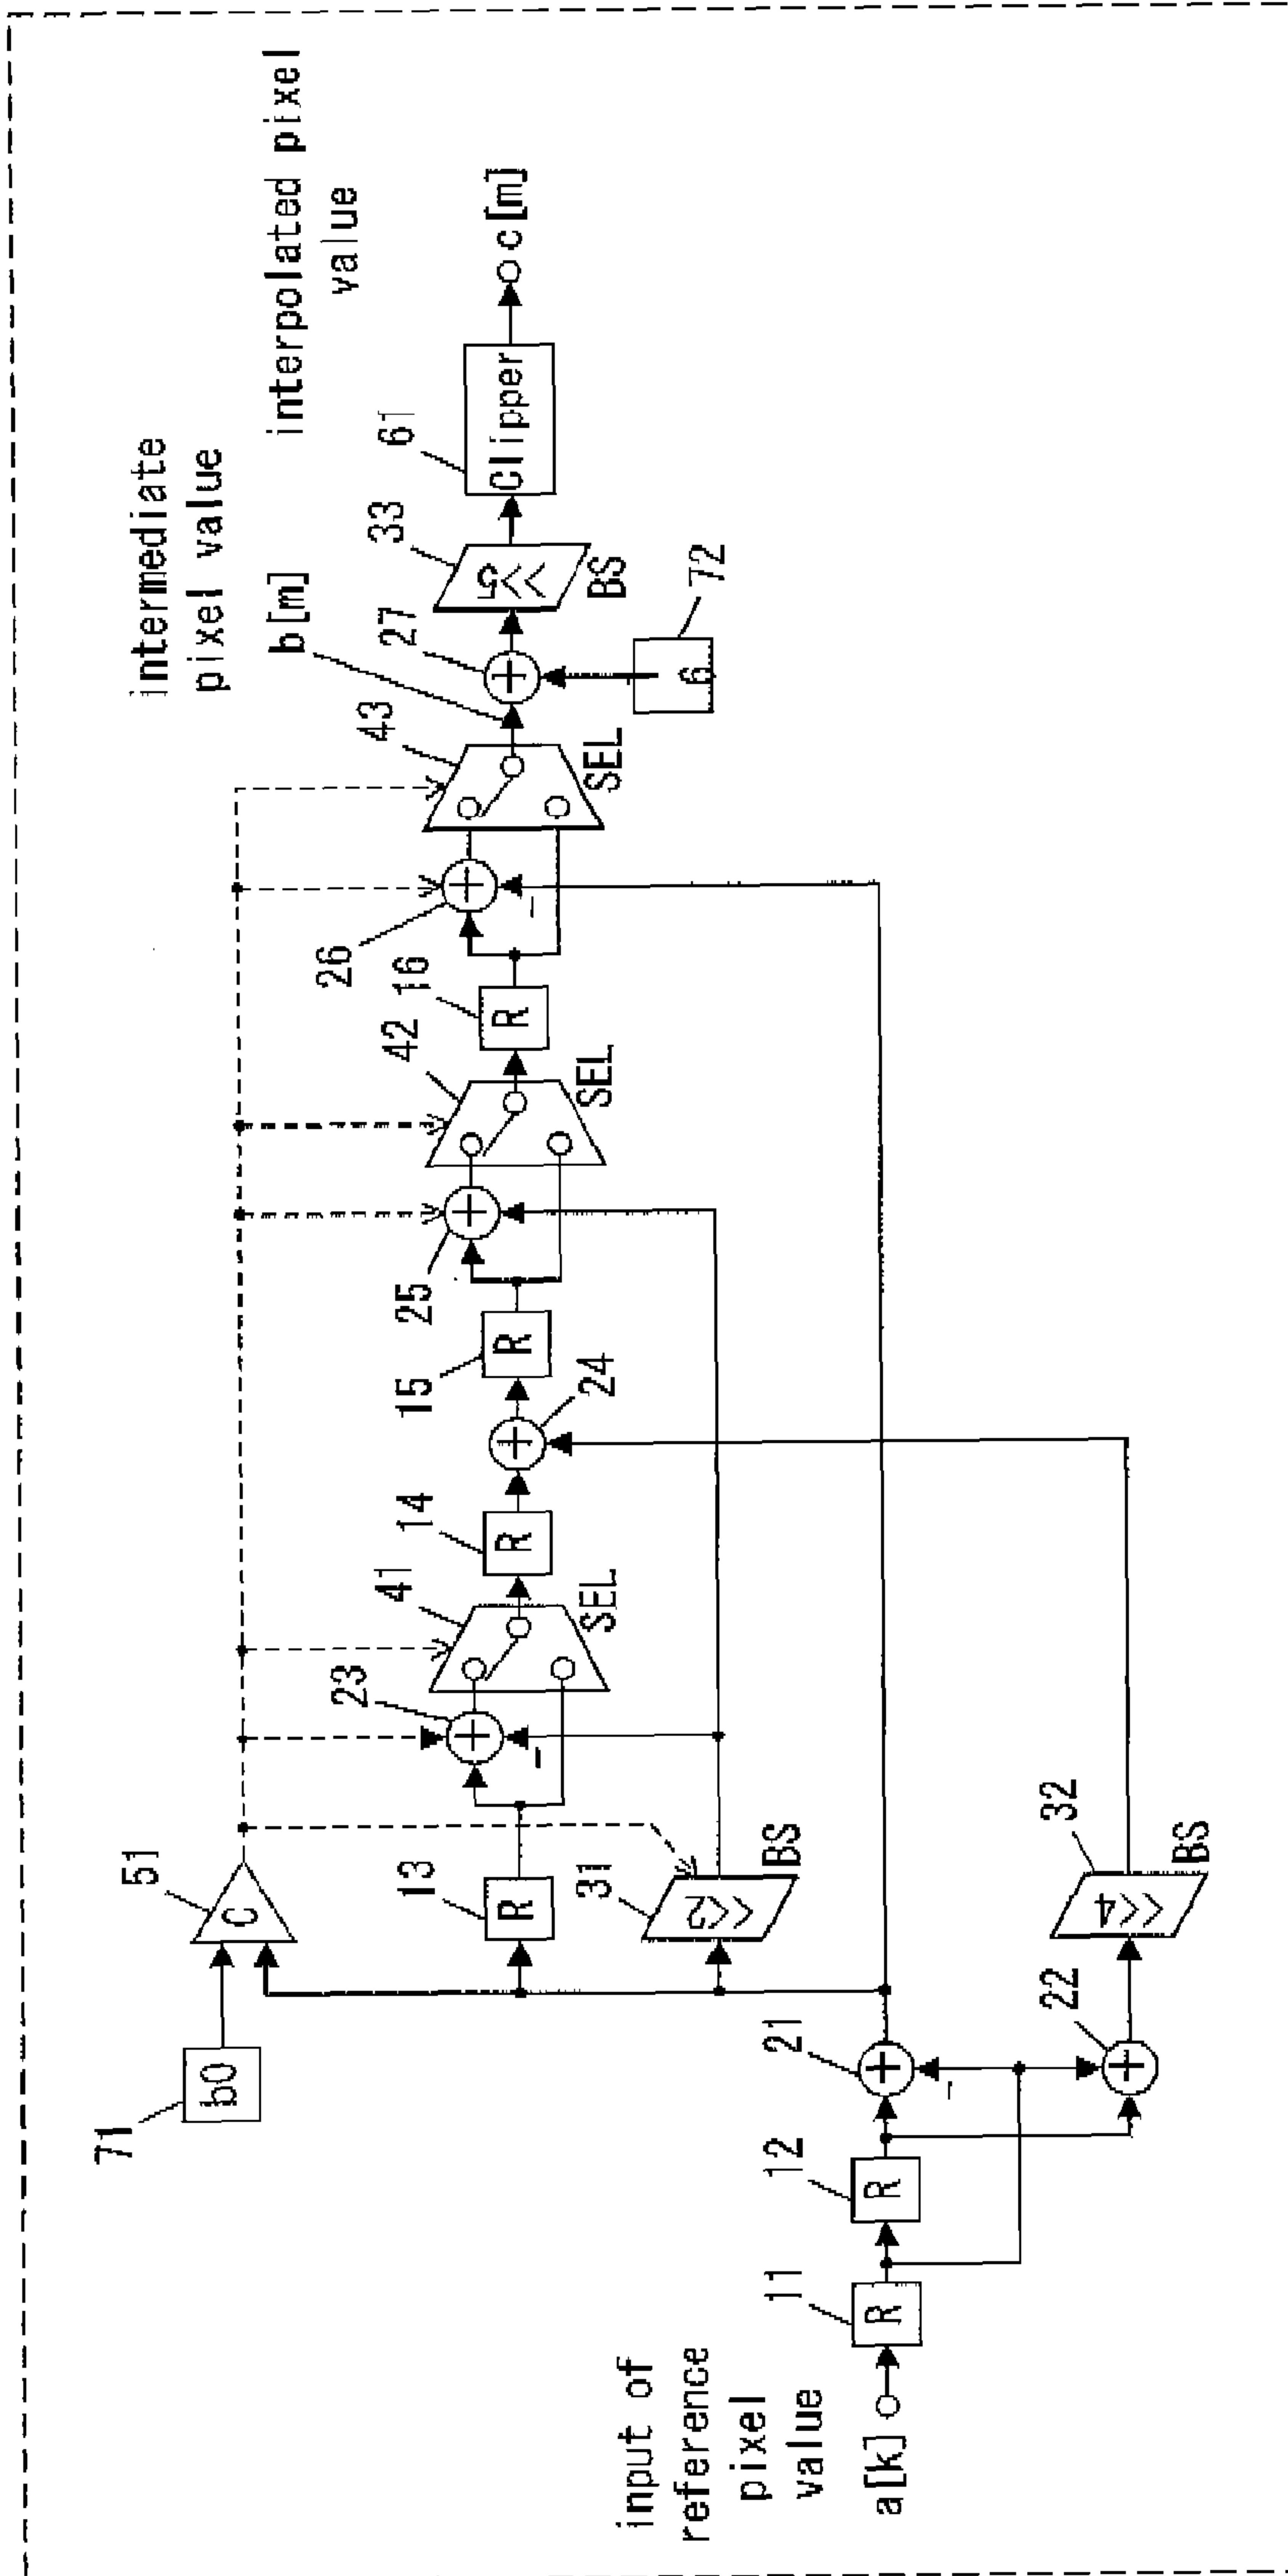 intermediate
pixel value
interpolated pixel
value
b[m]
c[m]
Clipper
61
33
>>5
BS
27
72
6
43
SEL
26
16
R
42
SEL
25
15
R
24
14
R
41
SEL
23
13
R
51
C
71
b0
31
<<2
BS
32
<<4
BS
21
22
12
R
11
R
input of
reference
pixel
value
a[k]
+
+
+
+
+
+
+
-
-
-